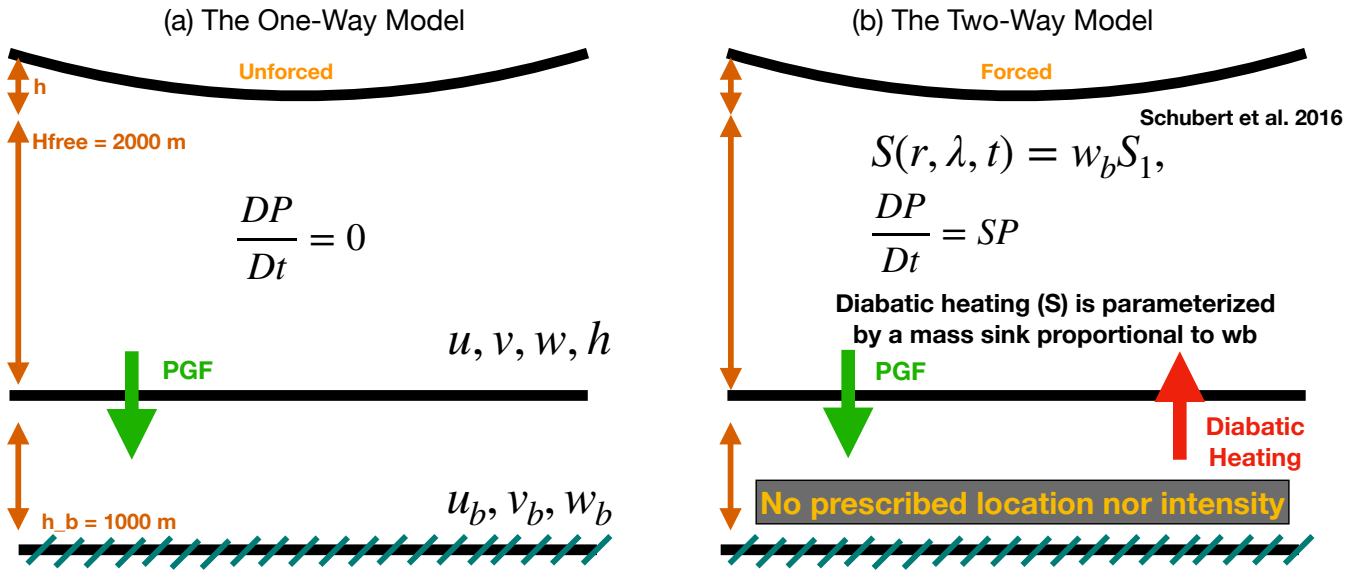 (a) The One-Way Model
Unforced
h
Hfree = 2000 m
DP/Dt = 0
u, v, w, h
PGF
h_b = 1000 m
u_b, v_b, w_b
(b) The Two-Way Model
Forced
Schubert et al. 2016
S(r, λ, t) = w_b S_1,
DP/Dt = SP
Diabatic heating (S) is parameterized
by a mass sink proportional to wb
PGF
Diabatic
Heating
No prescribed location nor intensity